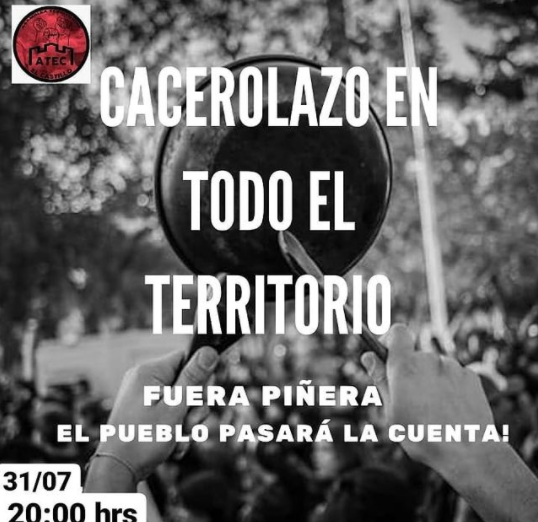 ATEC
CACEROLAZO EN
TODO EL
TERRITORIO
FUERA PIÑERA
EL PUEBLO PASARÁ LA CUENTA!
31/07
20:00 hrs